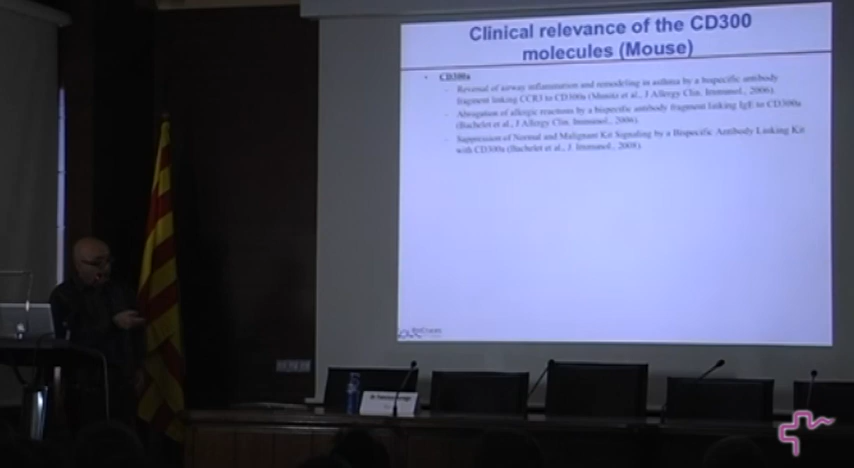 Clinical relevance of the CD300
molecules (Mouse)
• CD300a
– Reversal of airway inflammation and remodeling in asthma by a bispecific antibody
fragment linking CCR3 to CD300a (Munitz et al., J Allergy Clin. Immunol., 2006).
– Abrogation of allergic reactions by a bispecific antibody fragment linking IgE to CD300a
(Bachelet et al., J Allergy Clin. Immunol., 2006).
– Suppression of Normal and Malignant Kit Signaling by a Bispecific Antibody Linking Kit
with CD300a (Bachelet et al., J. Immunol., 2008).